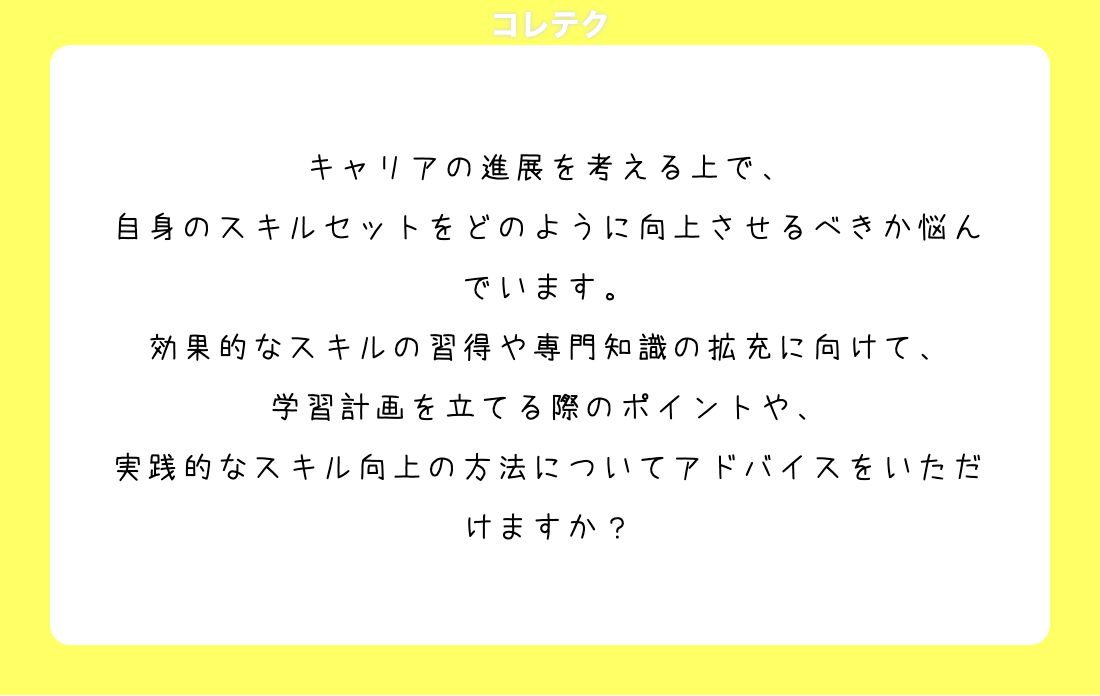 コレテク
キャリアの進展を考える上で、
自身のスキルセットをどのように向上させるべきか悩ん
でいます。
効果的なスキルの習得や専門知識の拡充に向けて、
学習計画を立てる際のポイントや、
実践的なスキル向上の方法についてアドバイスをいただ
けますか？